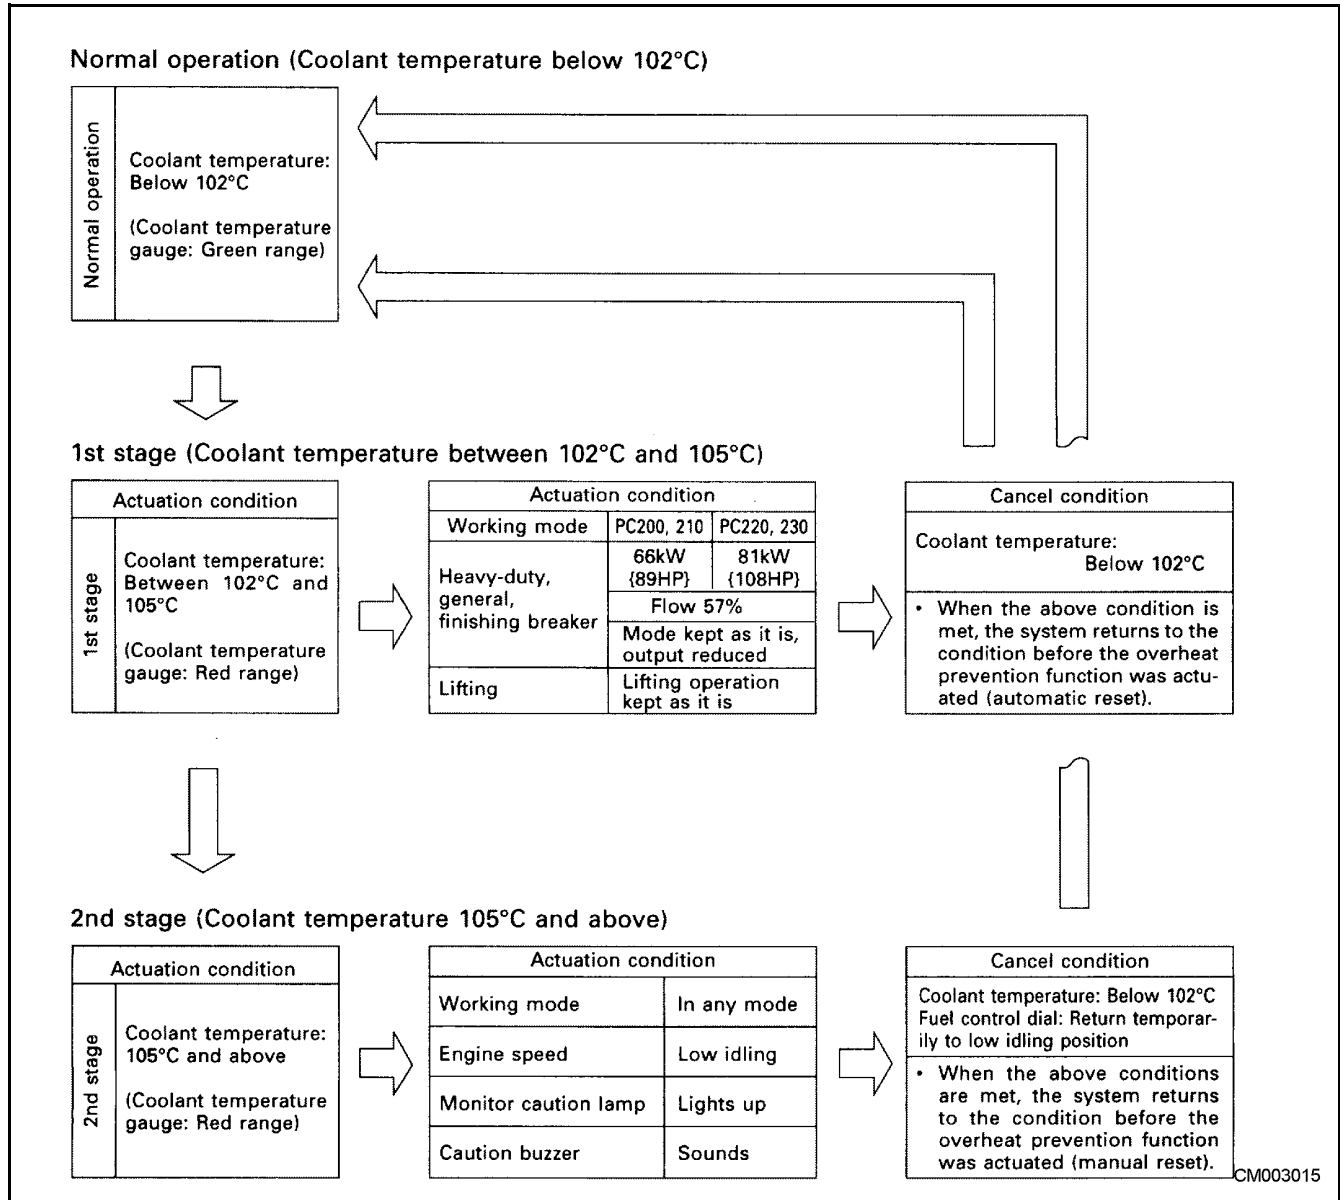 Normal operation (Coolant temperature below 102°C)
Normal operation
Coolant temperature:
Below 102°C
(Coolant temperature
gauge: Green range)
1st stage (Coolant temperature between 102°C and 105°C)
Actuation condition
1st stage
Coolant temperature:
Between 102°C and
105°C
(Coolant temperature
gauge: Red range)
Actuation condition
Working mode PC200, 210 PC220, 230
Heavy-duty,
general,
finishing breaker
66kW 81kW
{89HP} {108HP}
Flow 57%
Mode kept as it is,
output reduced
Lifting
Lifting operation
kept as it is
Cancel condition
Coolant temperature:
Below 102°C
• When the above condition is
met, the system returns to the
condition before the overheat
prevention function was actu-
ated (automatic reset).
2nd stage (Coolant temperature 105°C and above)
Actuation condition
2nd stage
Coolant temperature:
105°C and above
(Coolant temperature
gauge: Red range)
Actuation condition
Working mode In any mode
Engine speed Low idling
Monitor caution lamp Lights up
Caution buzzer Sounds
Cancel condition
Coolant temperature: Below 102°C
Fuel control dial: Return temporar-
ily to low idling position
• When the above conditions
are met, the system returns
to the condition before the
overheat prevention function
was actuated (manual reset).
CM003015